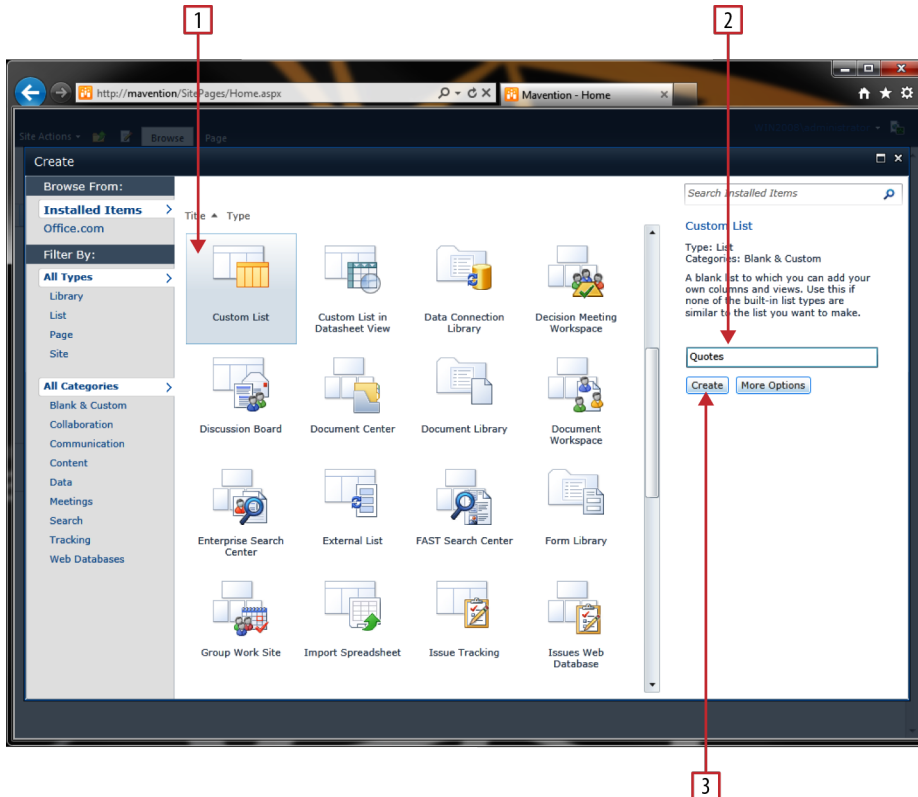 1
2
http://mavention/SitePages/Home.aspx
Mavention - Home
Site Actions
Browse
Page
Create
Browse From:
Installed Items
Office.com
Filter By:
All Types
Library
List
Page
Site
All Categories
Blank & Custom
Collaboration
Communication
Content
Data
Meetings
Search
Tracking
Web Databases
Title Type
Custom List
Custom List in
Datasheet View
Data Connection
Library
Decision Meeting
Workspace
Discussion Board
Document Center
Document Library
Document
Workspace
Enterprise Search
Center
External List
FAST Search Center
Form Library
Group Work Site
Import Spreadsheet
Issue Tracking
Issues Web
Database
Search Installed Items
Custom List
Type: List
Categories: Blank & Custom
A blank list to which you can add your
own columns and views. Use this if
none of the built-in list types are
similar to the list you want to make.
Quotes
Create
More Options
3